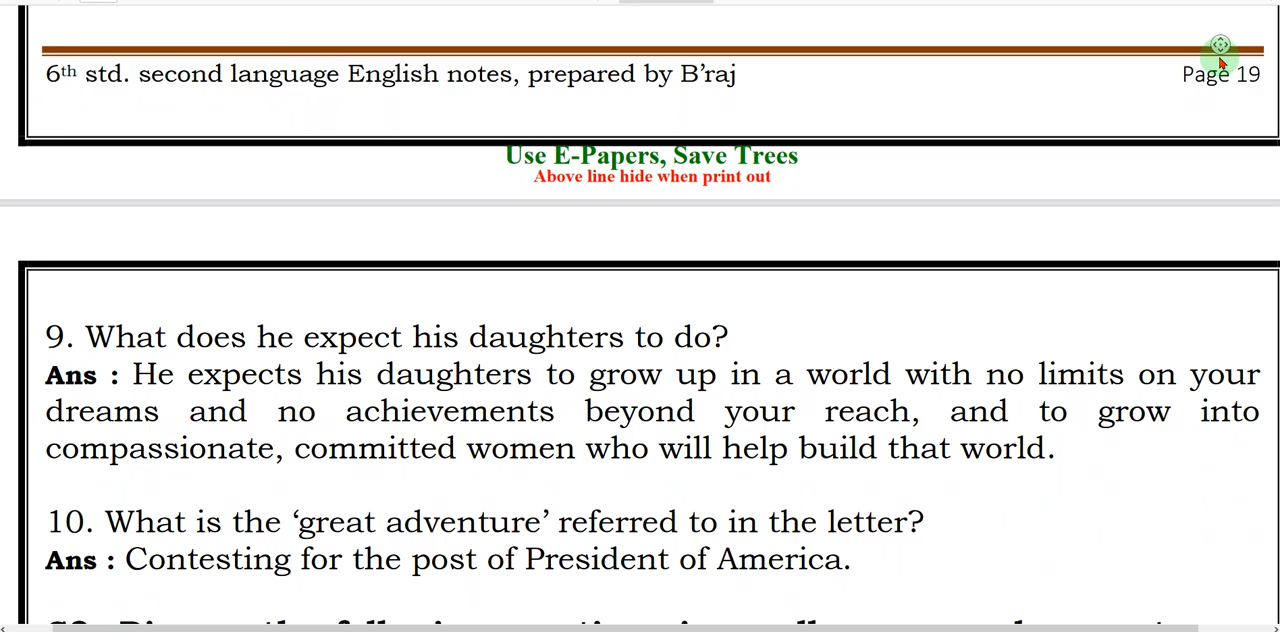 6th std. second language English notes, prepared by B'raj Page 19
Use E-Papers, Save Trees
Above line hide when print out
9. What does he expect his daughters to do?
Ans : He expects his daughters to grow up in a world with no limits on your
dreams and no achievements beyond your reach, and to grow into
compassionate, committed women who will help build that world.
10. What is the ‘great adventure’ referred to in the letter?
Ans : Contesting for the post of President of America.